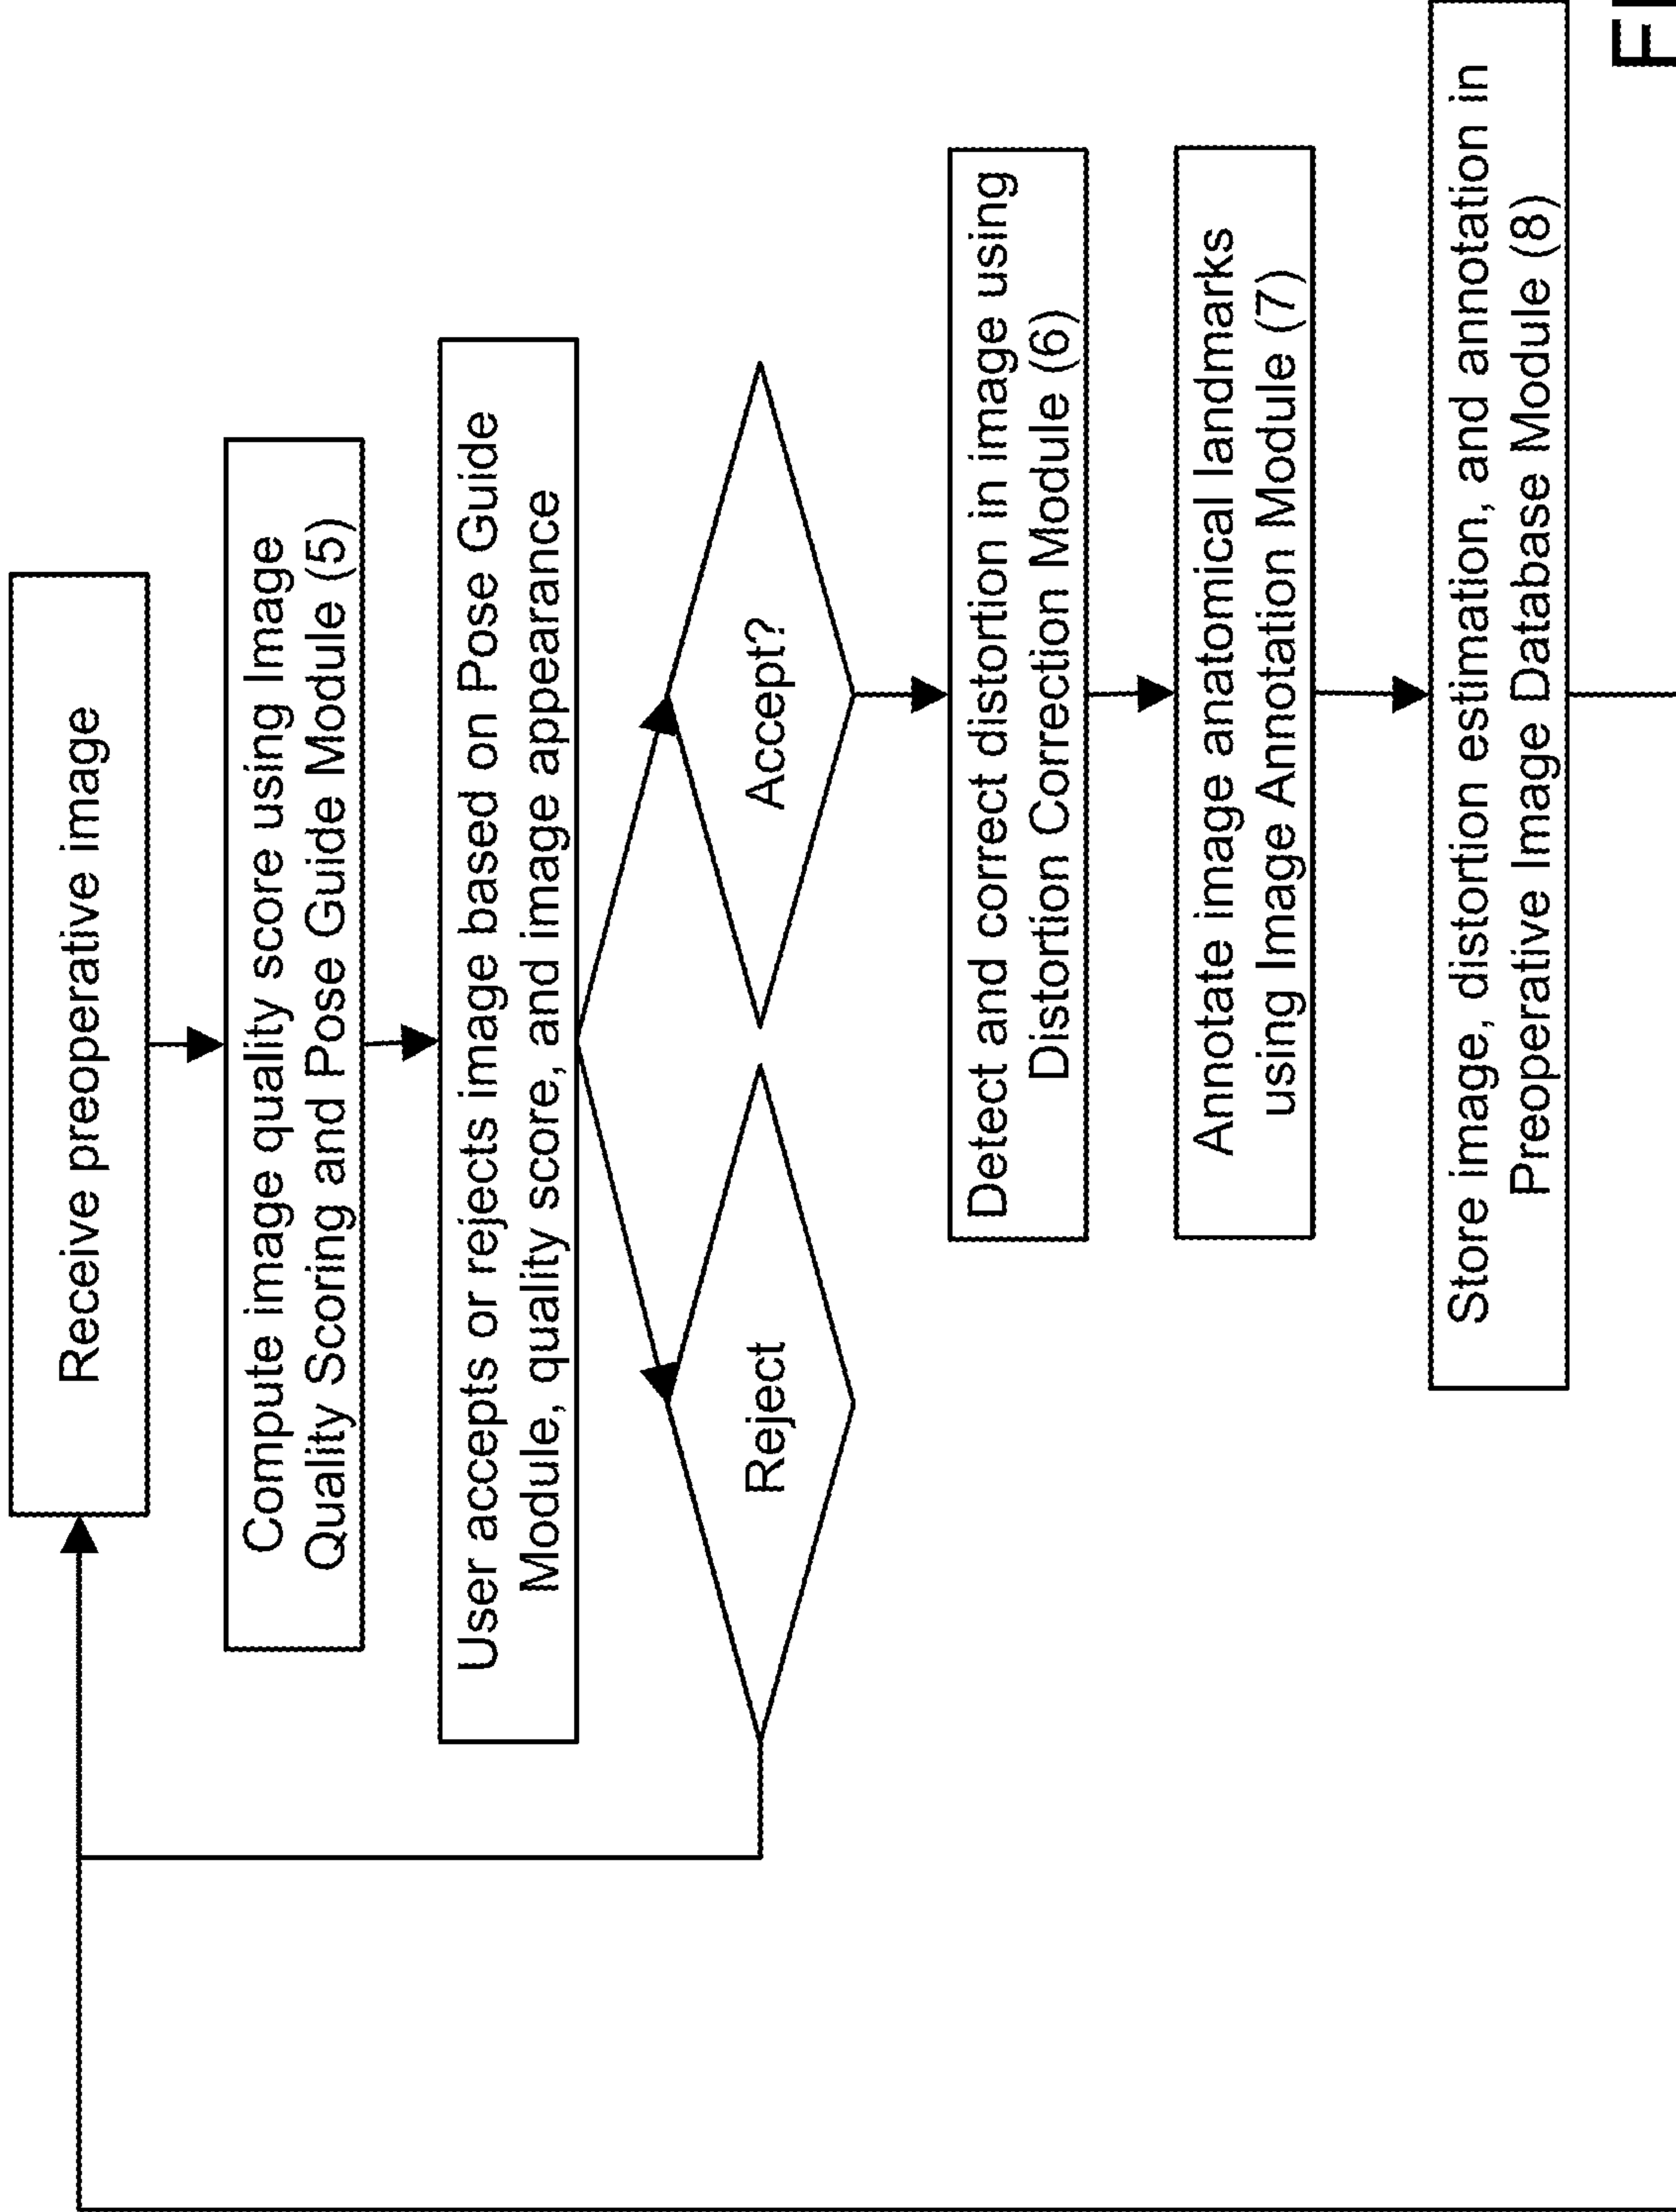 Receive preoperative image
Compute image quality score using Image
Quality Scoring and Pose Guide Module (5)
User accepts or rejects image based on Pose Guide
Module, quality score, and image appearance
Reject
Accept?
Detect and correct distortion in image using
Distortion Correction Module (6)
Annotate image anatomical landmarks
using Image Annotation Module (7)
Store image, distortion estimation, and annotation in
Preoperative Image Database Module (8)